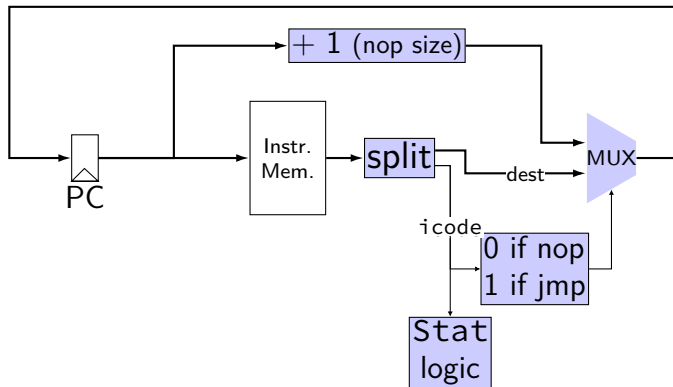 + 1 (nop size)
Instr.
Mem.
split
MUX
dest
PC
icode
0 if nop
1 if jmp
Stat
logic